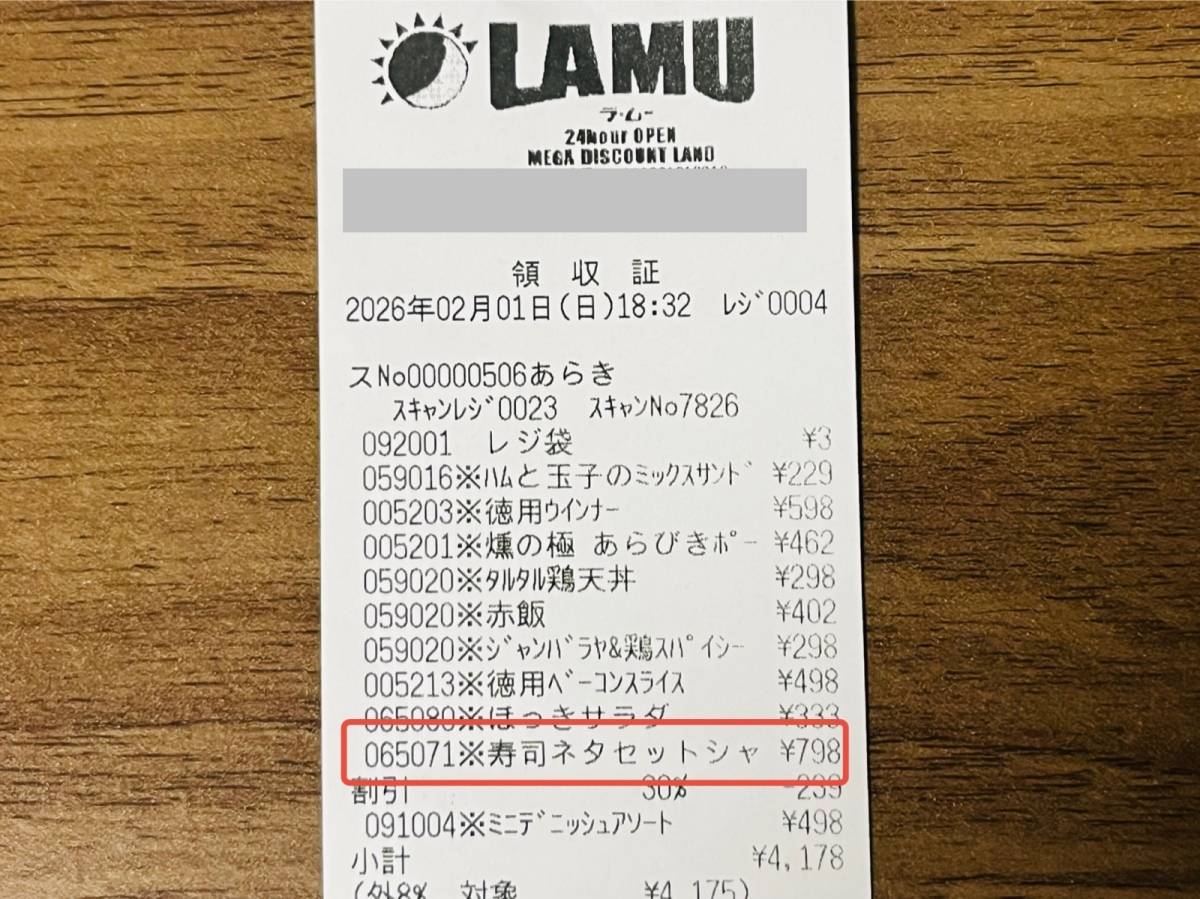 LAMU
ラ・ムー
24hour OPEN
MEGA DISCOUNT LAND
領 収 証
2026年02月01日(日)18:32 ﾚｼﾞ0004
スNo00000506あらき
ｽｷｬﾝﾚｼﾞ0023 ｽｷｬﾝNo7826
092001 レジ袋 ¥3
059016※ﾊﾑと玉子のﾐｯｸｽｻﾝﾄﾞ ¥229
005203※徳用ｳｲﾝﾅｰ ¥598
005201※燻の極 あらびきﾎﾟｰ ¥462
059020※ﾀﾙﾀﾙ鶏天丼 ¥298
059020※赤飯 ¥402
059020※ｼﾞｬﾝﾊﾞﾗﾔ&鶏ｽﾊﾟｲｼｰ ¥298
005213※徳用ﾍﾞｰｺﾝｽﾗｲｽ ¥498
065080※ほっきサラダ ¥333
065071※寿司ネタセットシャ ¥798
割引 30% -239
091004※ﾐﾆﾃﾞﾆｯｼｭｱｿｰﾄ ¥498
小計 ¥4,178
(外8% 対象 ¥4,175)